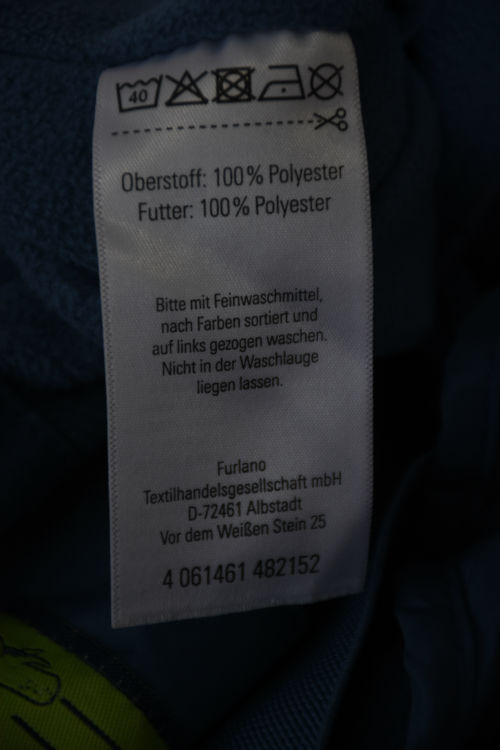 40
Oberstoff: 100% Polyester
Futter: 100% Polyester
Bitte mit Feinwaschmittel,
nach Farben sortiert und
auf links gezogen waschen.
Nicht in der Waschlauge
liegen lassen.
Furlano
Textilhandelsgesellschaft mbH
D-72461 Albstadt
Vor dem Weißen Stein 25
4 061461 482152